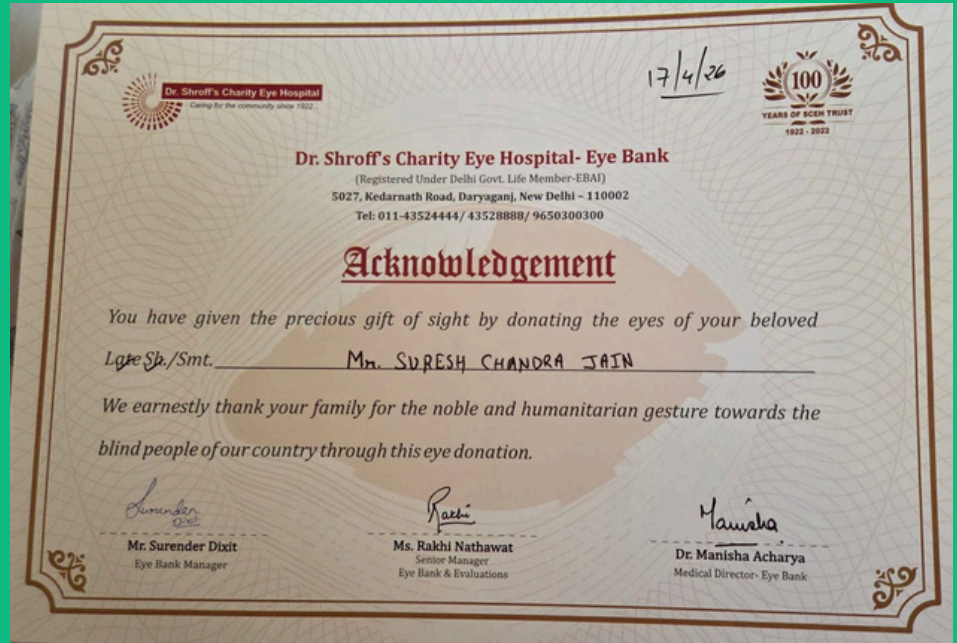 Dr. Shroff's Charity Eye Hospital
Caring for the community since 1922...
17/4/26
100
YEARS OF SCEH TRUST
1922 - 2022
Dr. Shroff's Charity Eye Hospital- Eye Bank
(Registered Under Delhi Govt. Life Member-EBAI)
5027, Kedarnath Road, Daryaganj, New Delhi – 110002
Tel: 011-43524444/ 43528888/ 9650300300
Acknowledgement
You have given the precious gift of sight by donating the eyes of your beloved
Late Sh./Smt. Mr. SURESH CHANDRA JAIN
We earnestly thank your family for the noble and humanitarian gesture towards the
blind people of our country through this eye donation.
Surender
Dixit
Rakhi
Manisha
Mr. Surender Dixit
Eye Bank Manager
Ms. Rakhi Nathawat
Senior Manager
Eye Bank & Evaluations
Dr. Manisha Acharya
Medical Director- Eye Bank